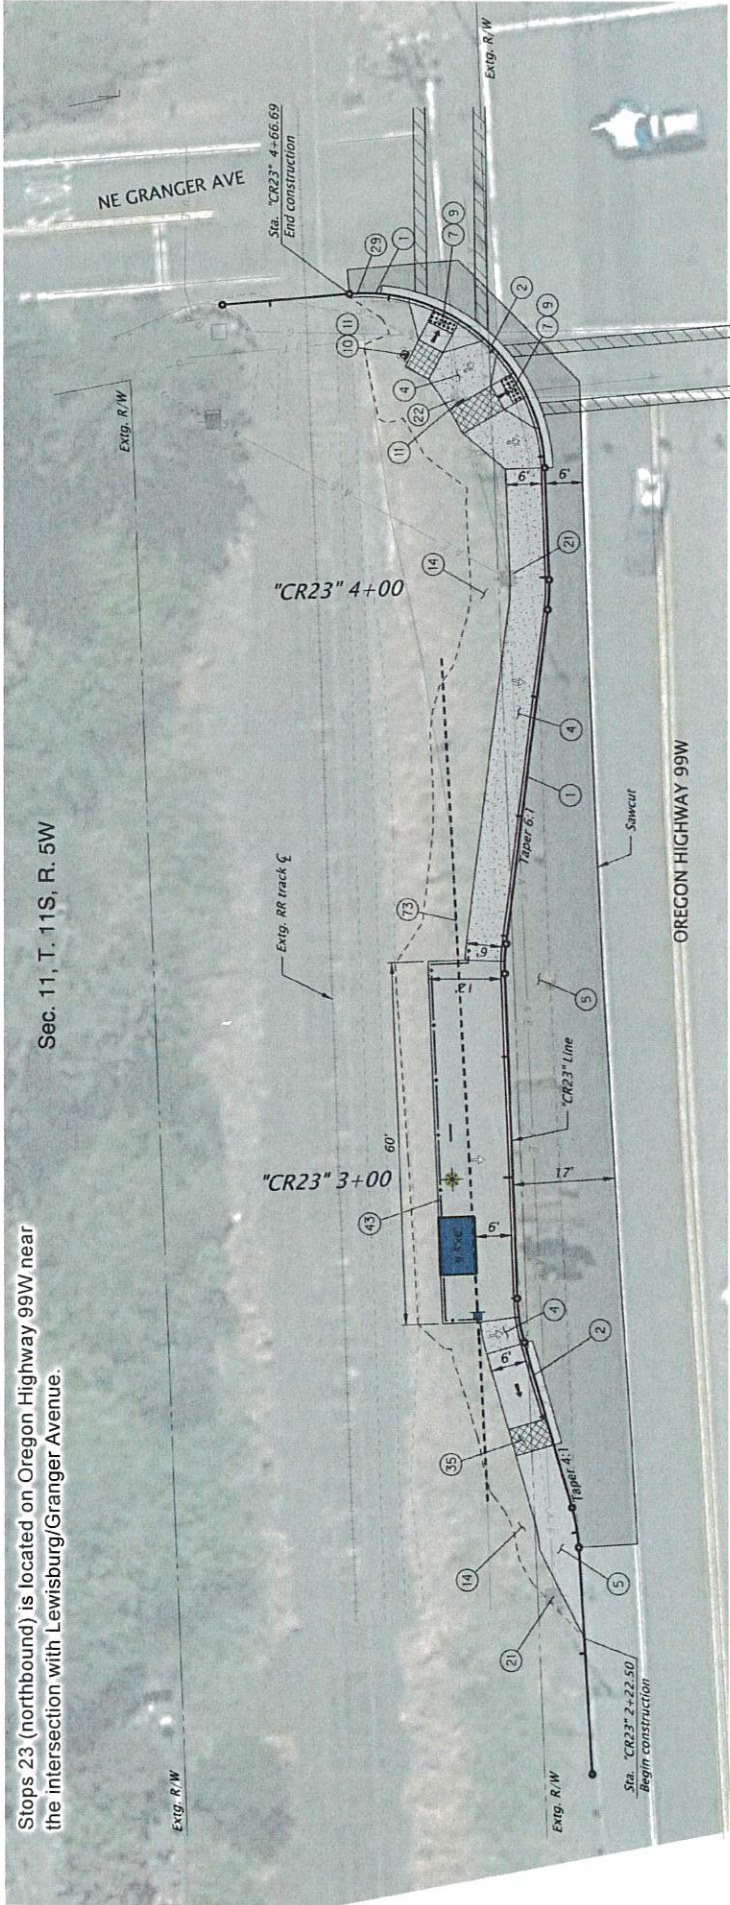 Stops 23 (northbound) is located on Oregon Highway 99W near
the intersection with Lewisburg/Granger Avenue.
Sec. 11, T. 11S, R. 5W
Extg. R/W
Extg. R/W
Extg. R/W
Extg. R/W
NE GRANGER AVE
Sta. "CR23" 4+66.69
End construction
Extg. RR track ℄
"CR23" 4+00
"CR23" 3+00
OREGON HIGHWAY 99W
Sawcut
"CR23" Line
Taper 6:1
Taper 4:1
Sta. "CR23" 2+22.50
Begin construction
60'
12'
6'
6'
6'
6'
6'
17'
29
1
7 9
10 11
2
7 9
4
22
11
21
14
4
1
73
5
43
4
2
35
14
5
21